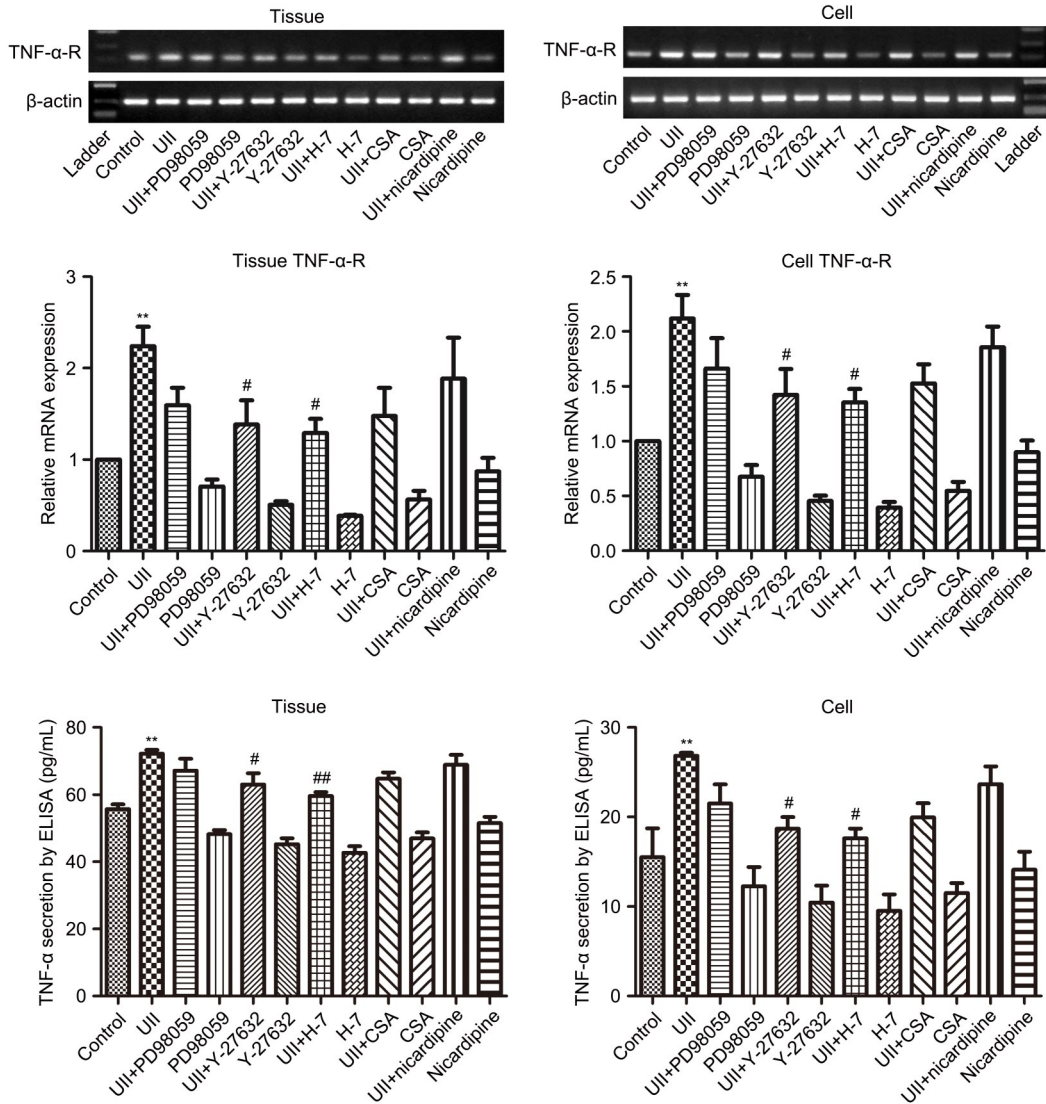 Tissue
TNF-α-R
β-actin
Ladder
Control
UII
UII+PD98059
PD98059
UII+Y-27632
Y-27632
UII+H-7
H-7
UII+CSA
CSA
UII+nicardipine
Nicardipine
Cell
TNF-α-R
β-actin
Control
UII
UII+PD98059
PD98059
UII+Y-27632
Y-27632
UII+H-7
H-7
UII+CSA
CSA
UII+nicardipine
Nicardipine
Ladder
Tissue TNF-α-R
Relative mRNA expression
3
2
1
0
**
#
#
Control
UII
UII+PD98059
PD98059
UII+Y-27632
Y-27632
UII+H-7
H-7
UII+CSA
CSA
UII+nicardipine
Nicardipine
Cell TNF-α-R
Relative mRNA expression
2.5
2.0
1.5
1.0
0.5
0.0
**
#
#
Control
UII
UII+PD98059
PD98059
UII+Y-27632
Y-27632
UII+H-7
H-7
UII+CSA
CSA
UII+nicardipine
Nicardipine
Tissue
TNF-α secretion by ELISA (pg/mL)
80
60
40
20
0
**
#
##
Control
UII
UII+PD98059
PD98059
UII+Y-27632
Y-27632
UII+H-7
H-7
UII+CSA
CSA
UII+nicardipine
Nicardipine
Cell
TNF-α secretion by ELISA (pg/mL)
30
20
10
0
**
#
#
Control
UII
UII+PD98059
PD98059
UII+Y-27632
Y-27632
UII+H-7
H-7
UII+CSA
CSA
UII+nicardipine
Nicardipine